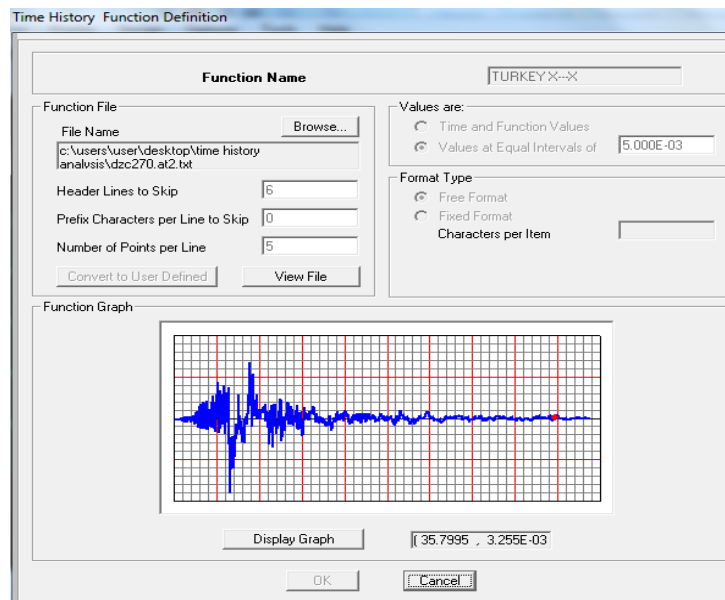 Time History Function Definition
Function Name
TURKEY X---X
Function File
File Name
Browse...
c:\users\user\desktop\time history
analysis\dzc270.at2.txt
Header Lines to Skip
6
Prefix Characters per Line to Skip
0
Number of Points per Line
5
Convert to User Defined
View File
Values are:
Time and Function Values
Values at Equal Intervals of
5.000E-03
Format Type
Free Format
Fixed Format
Characters per Item
Function Graph
Display Graph
( 35.7995 , 3.255E-03
OK
Cancel